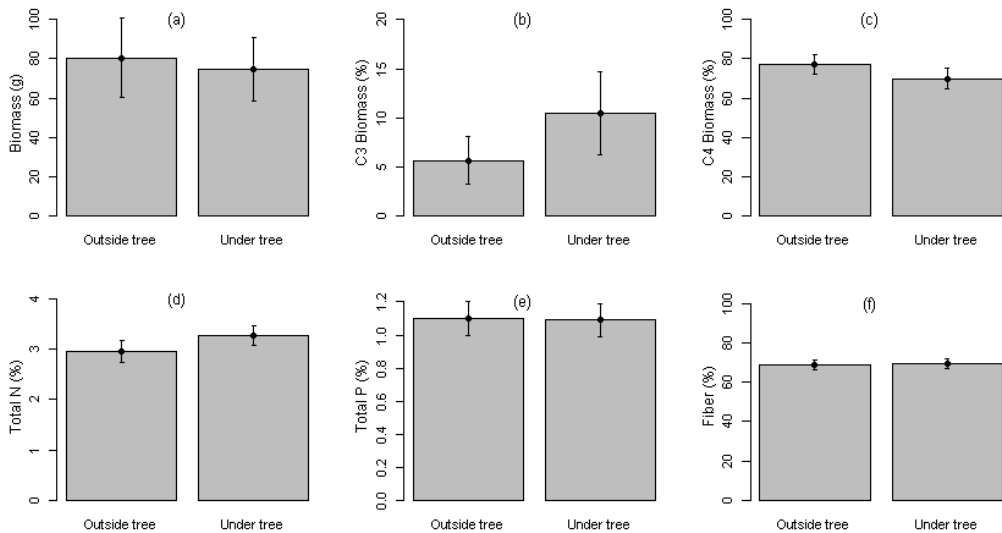 (a)
Biomass (g)
100
80
60
40
20
0
Outside tree
Under tree
(b)
C3 Biomass (%)
20
15
10
5
0
Outside tree
Under tree
(c)
C4 Biomass (%)
100
80
60
40
20
0
Outside tree
Under tree
(d)
Total N (%)
4
3
2
1
0
Outside tree
Under tree
(e)
Total P (%)
1.2
1.0
0.8
0.6
0.4
0.2
0.0
Outside tree
Under tree
(f)
Fiber (%)
100
80
60
40
20
0
Outside tree
Under tree